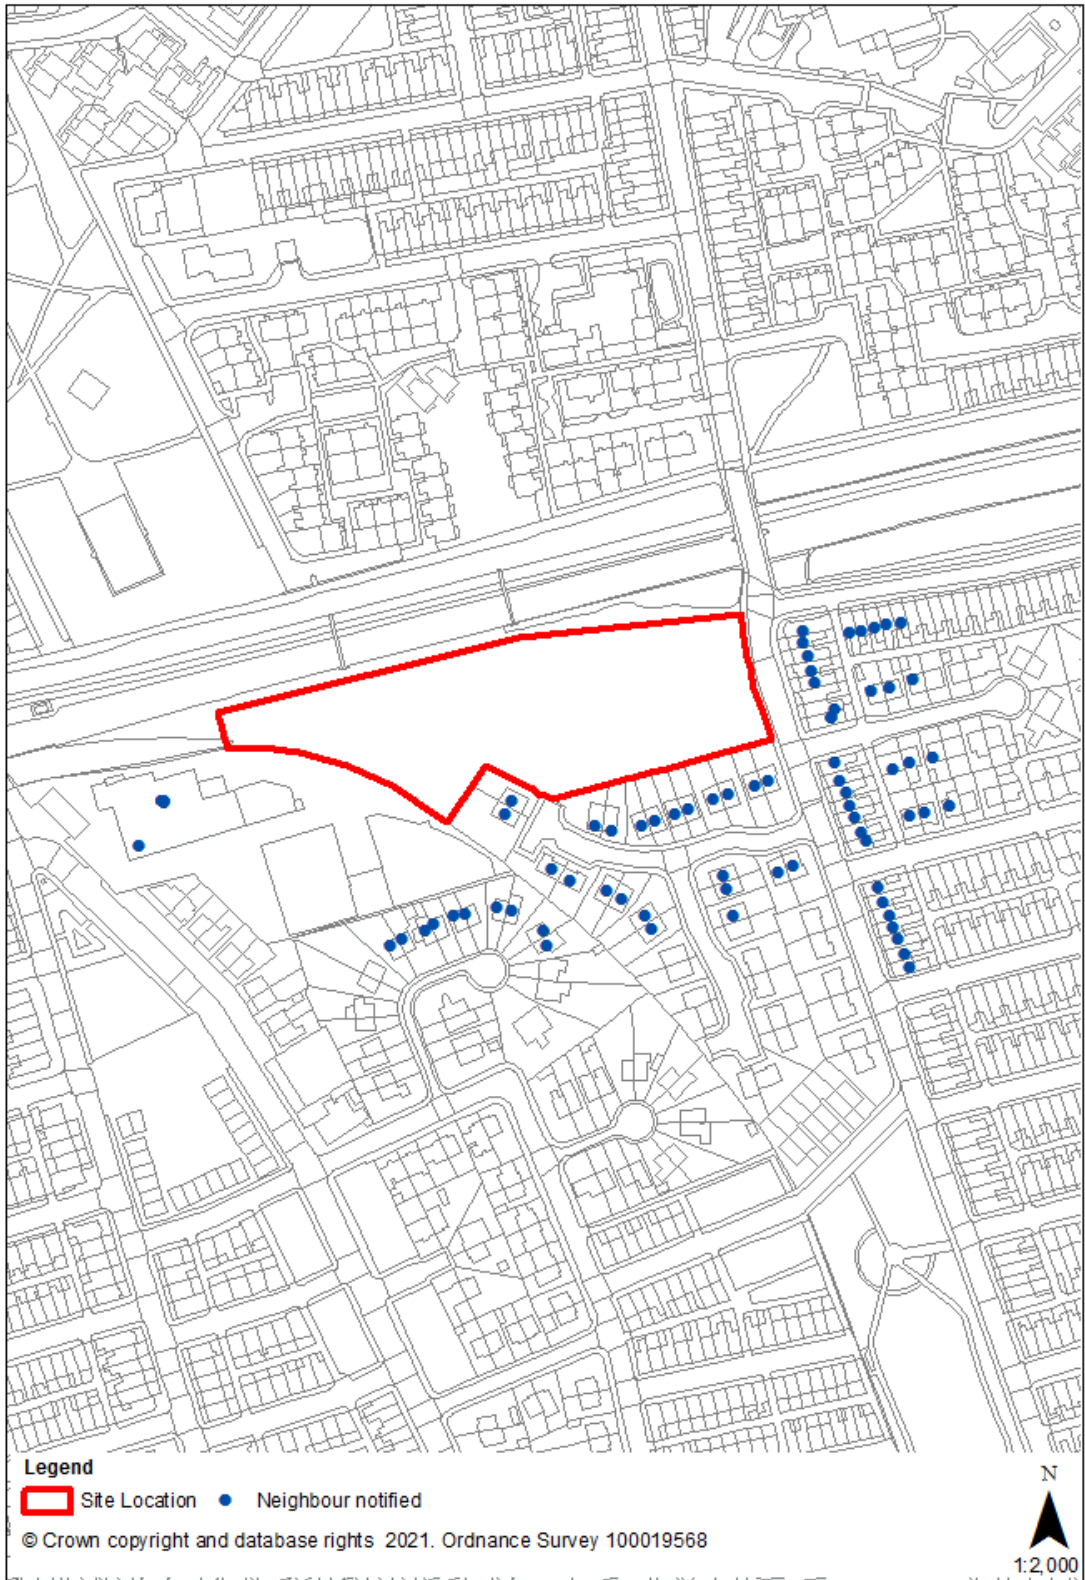 Legend
Site Location Neighbour notified
© Crown copyright and database rights 2021. Ordnance Survey 100019568
N
1:2,000